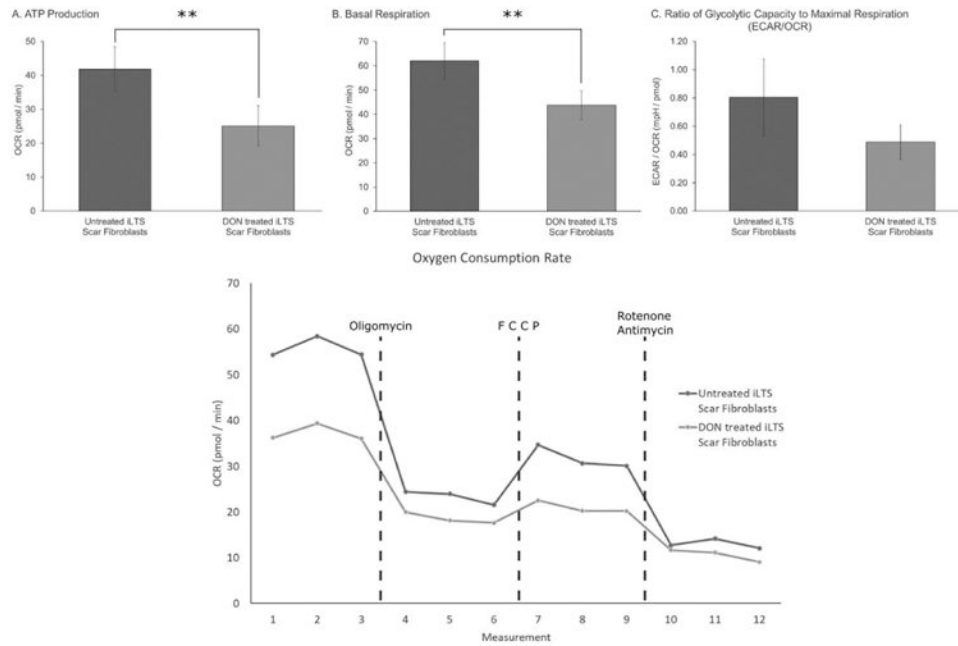 A. ATP Production
**
OCR (pmol / min)
50
40
30
20
10
0
Untreated iLTS
Scar Fibroblasts
DON treated iLTS
Scar Fibroblasts
B. Basal Respiration
**
OCR (pmol / min)
70
60
50
40
30
20
10
0
Untreated iLTS
Scar Fibroblasts
DON treated iLTS
Scar Fibroblasts
C. Ratio of Glycolytic Capacity to Maximal Respiration
(ECAR/OCR)
ECAR / OCR (mpH / pmol)
1.20
1.00
0.80
0.60
0.40
0.20
0.00
Untreated iLTS
Scar Fibroblasts
DON treated iLTS
Scar Fibroblasts
Oxygen Consumption Rate
OCR (pmol / min)
70
60
50
40
30
20
10
0
Oligomycin
F C C P
Rotenone
Antimycin
Untreated iLTS
Scar Fibroblasts
DON treated iLTS
Scar Fibroblasts
1 2 3 4 5 6 7 8 9 10 11 12
Measurement